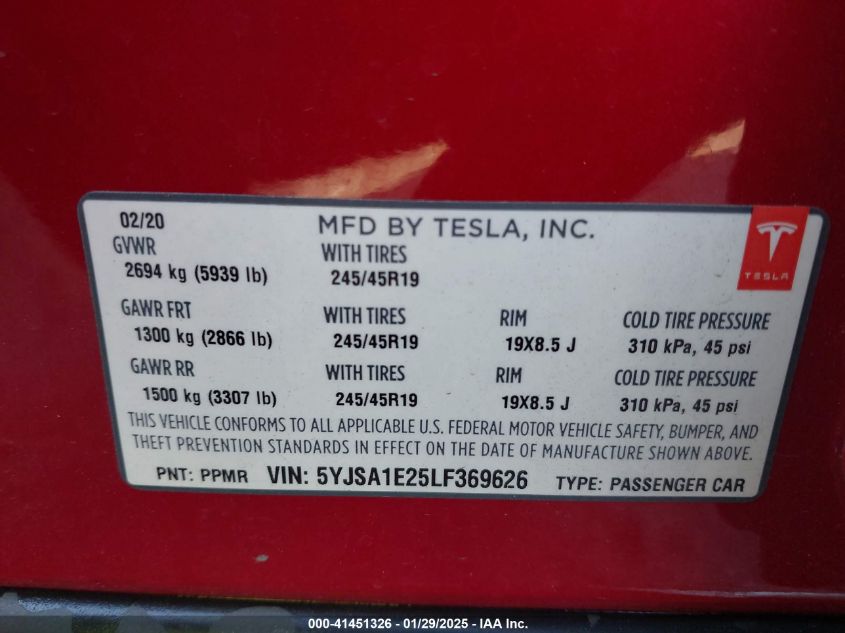 02/20
MFD BY TESLA, INC.
TESLA
GVWR WITH TIRES
2694 kg (5939 lb) 245/45R19
GAWR FRT WITH TIRES RIM COLD TIRE PRESSURE
1300 kg (2866 lb) 245/45R19 19X8.5 J 310 kPa, 45 psi
GAWR RR WITH TIRES RIM COLD TIRE PRESSURE
1500 kg (3307 lb) 245/45R19 19X8.5 J 310 kPa, 45 psi
THIS VEHICLE CONFORMS TO ALL APPLICABLE U.S. FEDERAL MOTOR VEHICLE SAFETY, BUMPER, AND
THEFT PREVENTION STANDARDS IN EFFECT ON THE DATE OF MANUFACTURE SHOWN ABOVE.
PNT: PPMR VIN: 5YJSA1E25LF369626 TYPE: PASSENGER CAR
000-41451326 - 01/29/2025 - IAA Inc.